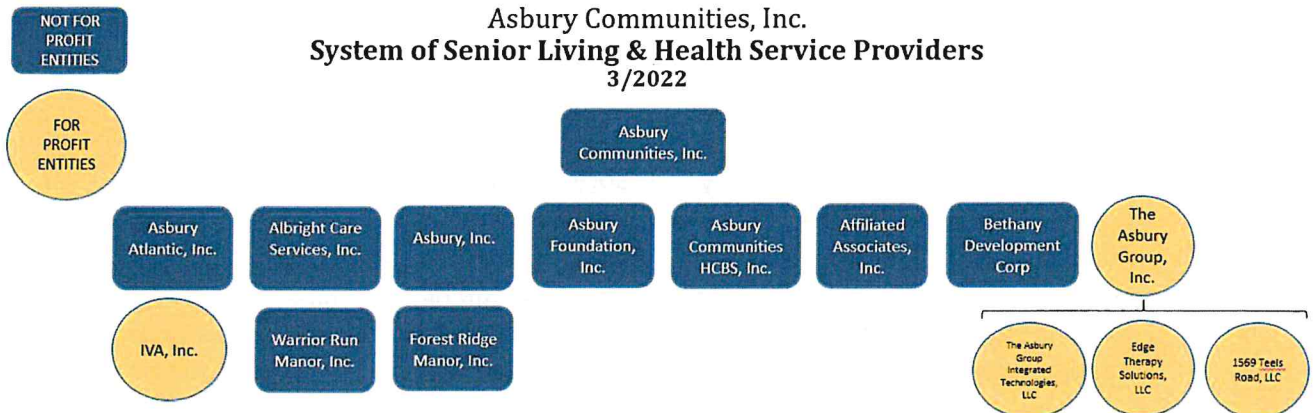 NOT FOR
PROFIT
ENTITIES
Asbury Communities, Inc.
System of Senior Living & Health Service Providers
3/2022
FOR
PROFIT
ENTITIES
Asbury
Communities, Inc.
Asbury
Atlantic, Inc.
Albright Care
Services, Inc.
Asbury, Inc.
Asbury
Foundation,
Inc.
Asbury
Communities
HCBS, Inc.
Affiliated
Associates,
Inc.
Bethany
Development
Corp
The
Asbury
Group,
Inc.
IVA, Inc.
Warrior Run
Manor, Inc.
Forest Ridge
Manor, Inc.
The Asbury
Group
Integrated
Technologies,
LLC
Edge
Therapy
Solutions,
LLC
1569 Teels
Road, LLC